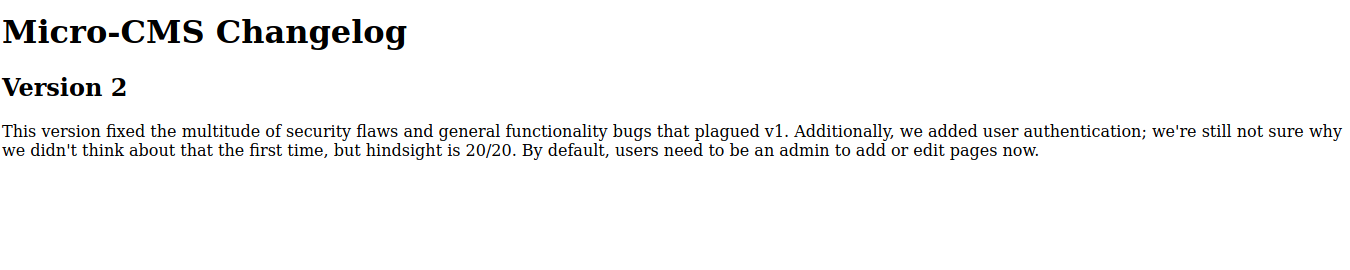 Micro-CMS Changelog
Version 2
This version fixed the multitude of security flaws and general functionality bugs that plagued v1. Additionally, we added user authentication; we're still not sure why
we didn't think about that the first time, but hindsight is 20/20. By default, users need to be an admin to add or edit pages now.